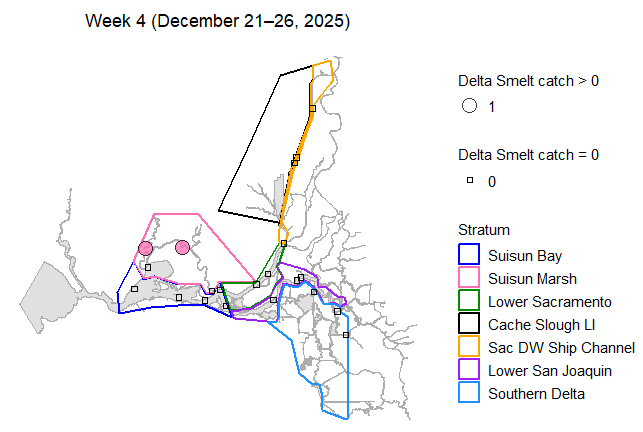 Week 4 (December 21–26, 2025)
Delta Smelt catch > 0
1
Delta Smelt catch = 0
0
Stratum
Suisun Bay
Suisun Marsh
Lower Sacramento
Cache Slough LI
Sac DW Ship Channel
Lower San Joaquin
Southern Delta